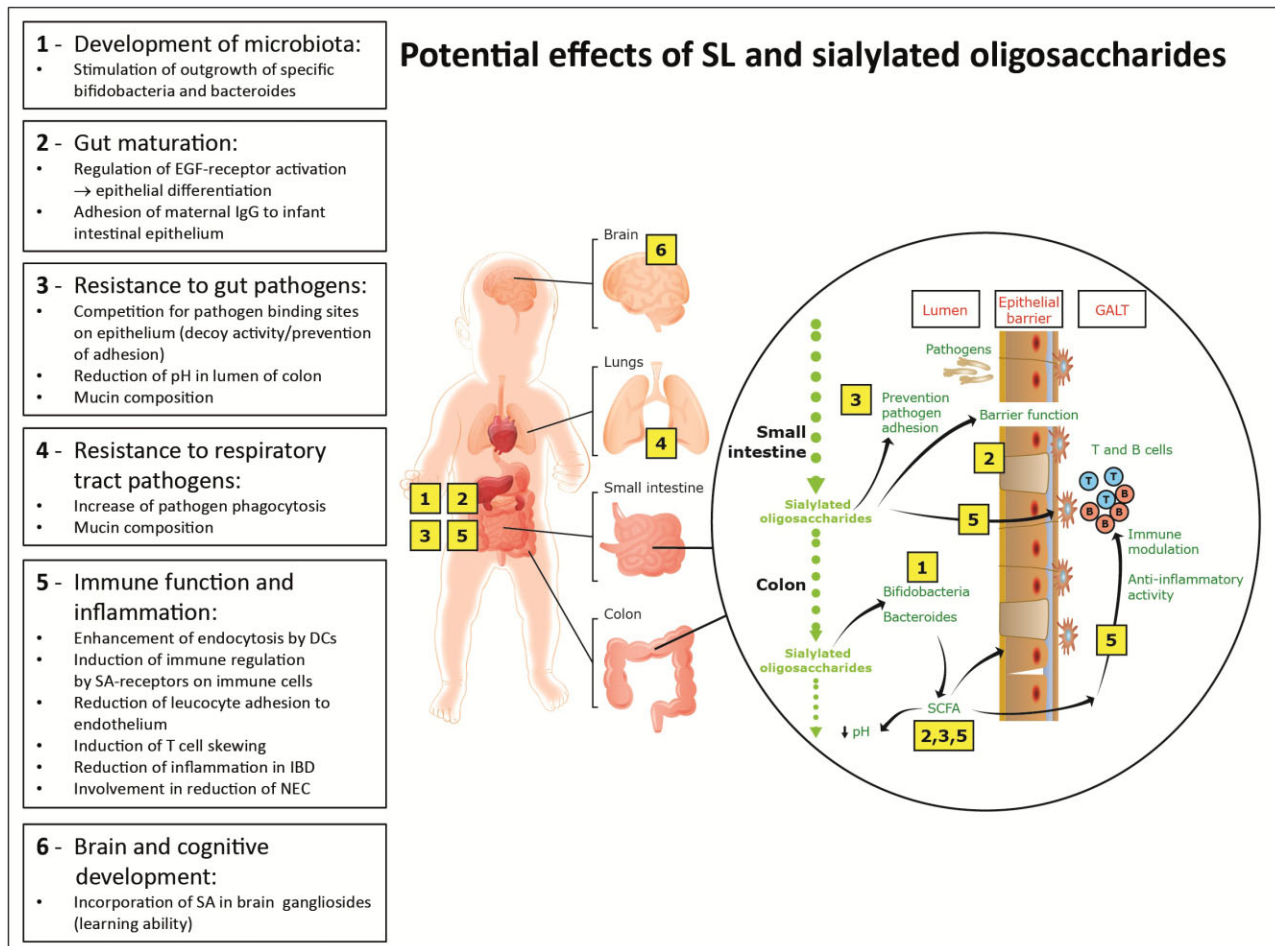 Potential effects of SL and sialylated oligosaccharides
1 - Development of microbiota:
• Stimulation of outgrowth of specific
bifidobacteria and bacteroides
2 - Gut maturation:
• Regulation of EGF-receptor activation
→ epithelial differentiation
• Adhesion of maternal IgG to infant
intestinal epithelium
3 - Resistance to gut pathogens:
• Competition for pathogen binding sites
on epithelium (decoy activity/prevention
of adhesion)
• Reduction of pH in lumen of colon
• Mucin composition
4 - Resistance to respiratory
tract pathogens:
• Increase of pathogen phagocytosis
• Mucin composition
5 - Immune function and
inflammation:
• Enhancement of endocytosis by DCs
• Induction of immune regulation
by SA-receptors on immune cells
• Reduction of leucocyte adhesion to
endothelium
• Induction of T cell skewing
• Reduction of inflammation in IBD
• Involvement in reduction of NEC
6 - Brain and cognitive
development:
• Incorporation of SA in brain gangliosides
(learning ability)
Brain
6
Lungs
4
1 2
3 5
Small intestine
Colon
Lumen
Epithelial
barrier
GALT
Pathogens
3
Prevention
pathogen
adhesion
Barrier function
Small
intestine
2
T and B cells
T T
T B
B B
B
Sialylated
oligosaccharides
5
Immune
modulation
Anti-inflammatory
activity
1
Colon
Bifidobacteria
Bacteroides
5
Sialylated
oligosaccharides
SCFA
↓ pH
2,3,5